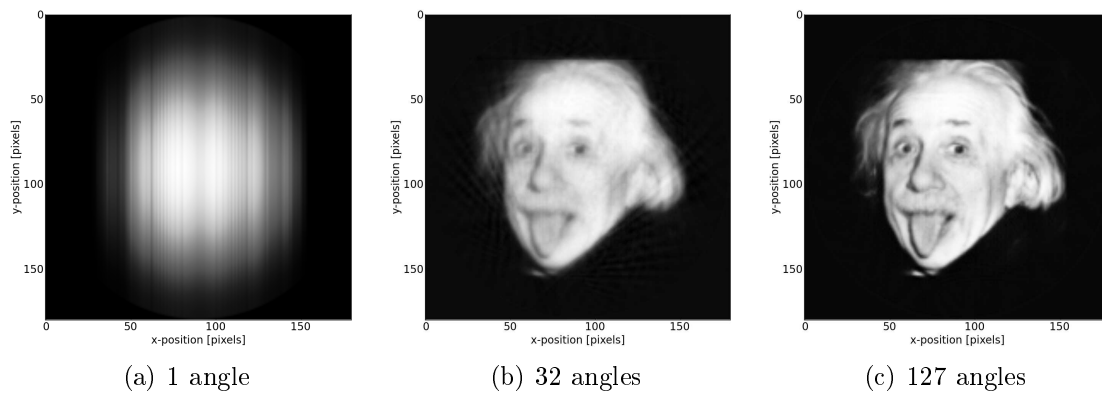 0
50
100
150
y-position [pixels]
0 50 100 150
x-position [pixels]
(a) 1 angle
0
50
100
150
y-position [pixels]
0 50 100 150
x-position [pixels]
(b) 32 angles
0
50
100
150
y-position [pixels]
0 50 100 150
x-position [pixels]
(c) 127 angles